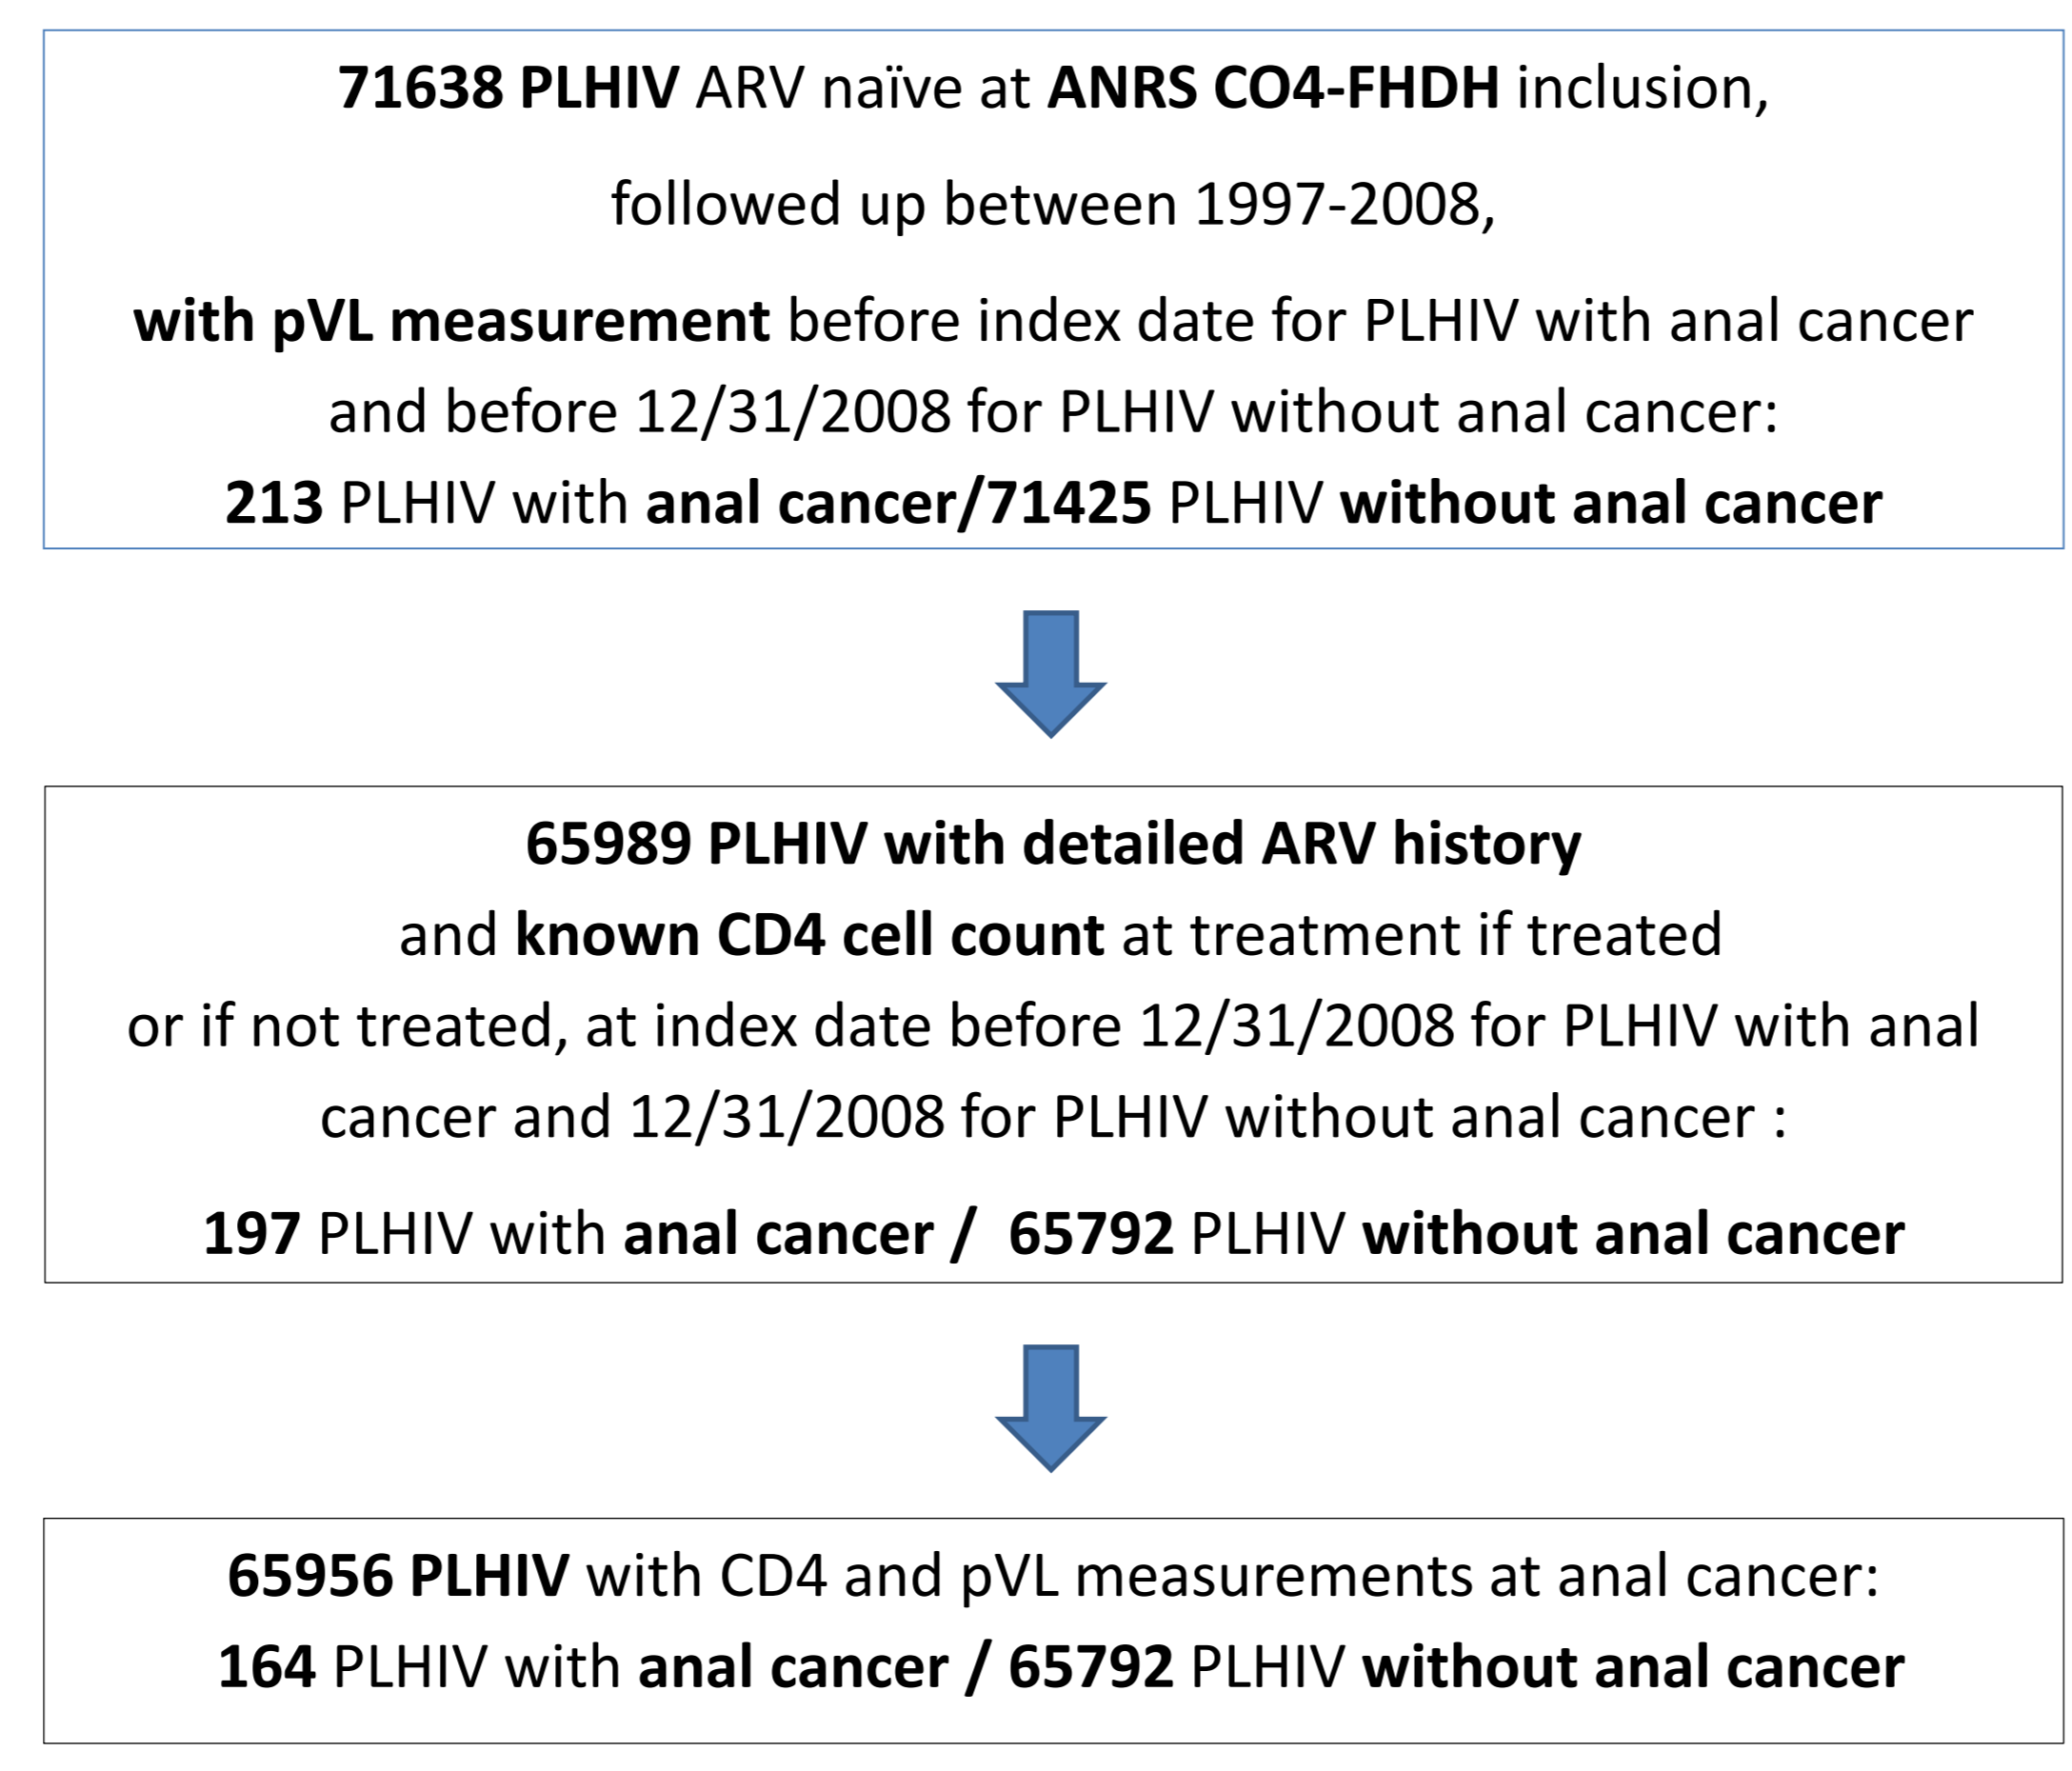 71638 PLHIV ARV naïve at ANRS CO4-FHDH inclusion,
followed up between 1997-2008,
with pVL measurement before index date for PLHIV with anal cancer
and before 12/31/2008 for PLHIV without anal cancer:
213 PLHIV with anal cancer/71425 PLHIV without anal cancer
65989 PLHIV with detailed ARV history
and known CD4 cell count at treatment if treated
or if not treated, at index date before 12/31/2008 for PLHIV with anal
cancer and 12/31/2008 for PLHIV without anal cancer :
197 PLHIV with anal cancer / 65792 PLHIV without anal cancer
65956 PLHIV with CD4 and pVL measurements at anal cancer:
164 PLHIV with anal cancer / 65792 PLHIV without anal cancer